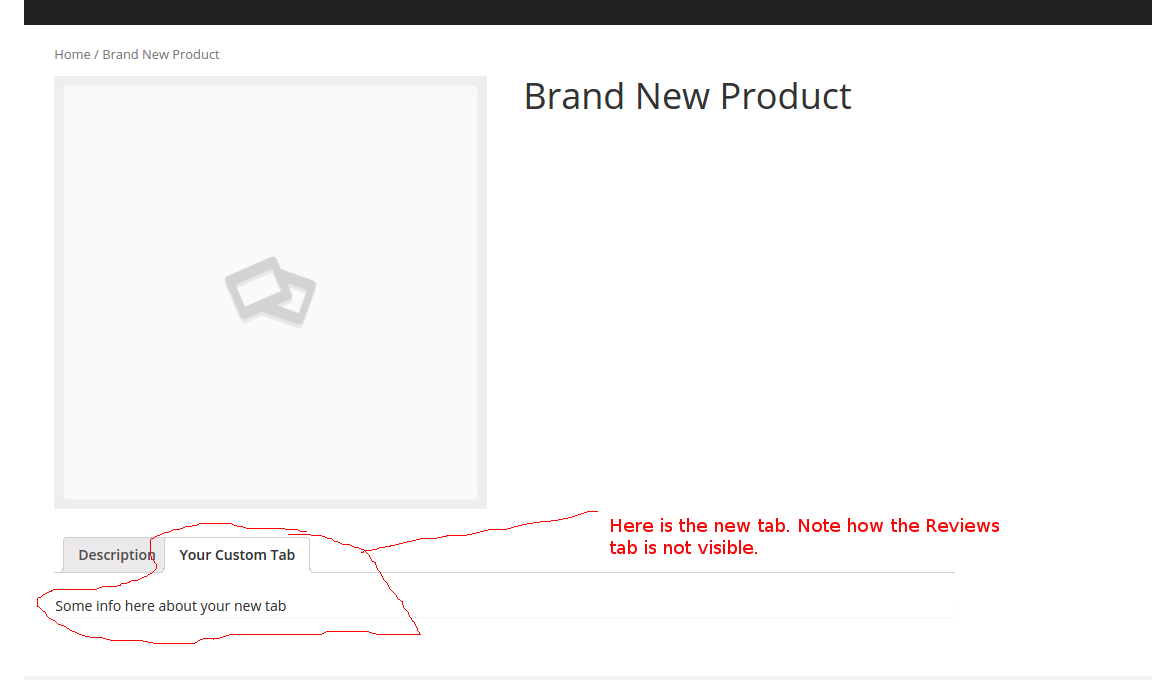 Home / Brand New Product
Brand New Product
Here is the new tab. Note how the Reviews
tab is not visible.
Description
Your Custom Tab
Some info here about your new tab